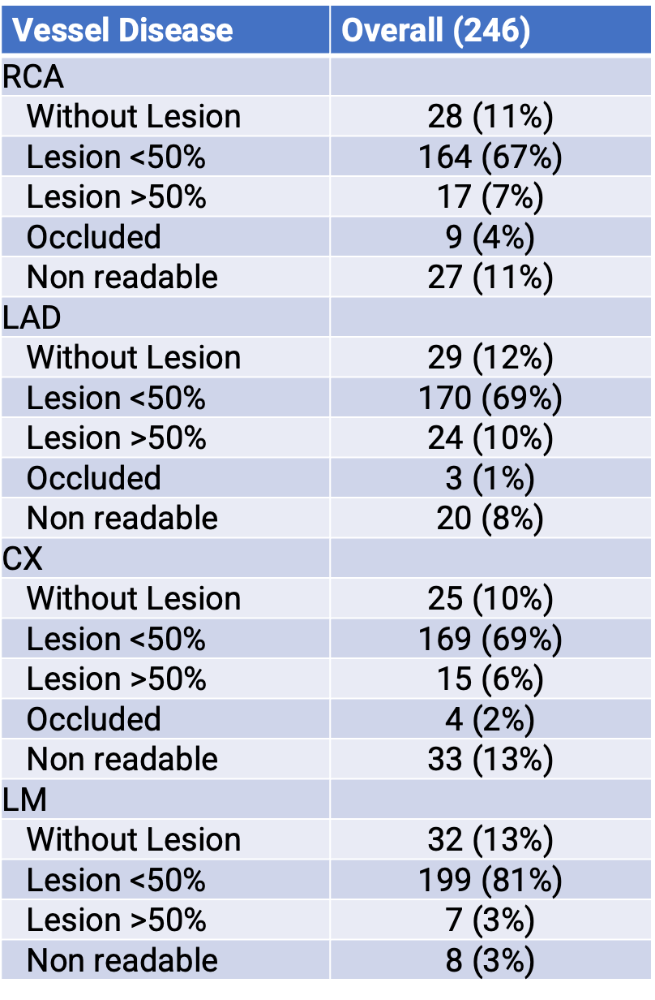 Vessel Disease Overall (246)
RCA
Without Lesion 28 (11%)
Lesion <50% 164 (67%)
Lesion >50% 17 (7%)
Occluded 9 (4%)
Non readable 27 (11%)
LAD
Without Lesion 29 (12%)
Lesion <50% 170 (69%)
Lesion >50% 24 (10%)
Occluded 3 (1%)
Non readable 20 (8%)
CX
Without Lesion 25 (10%)
Lesion <50% 169 (69%)
Lesion >50% 15 (6%)
Occluded 4 (2%)
Non readable 33 (13%)
LM
Without Lesion 32 (13%)
Lesion <50% 199 (81%)
Lesion >50% 7 (3%)
Non readable 8 (3%)